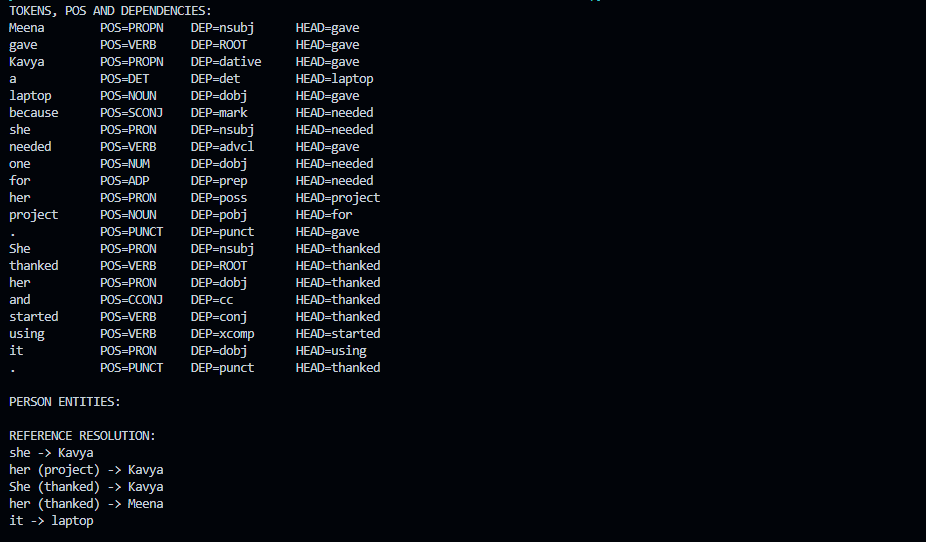 TOKENS, POS AND DEPENDENCIES:
Meena POS=PROPN DEP=nsubj HEAD=gave
gave POS=VERB DEP=ROOT HEAD=gave
Kavya POS=PROPN DEP=dative HEAD=gave
a POS=DET DEP=det HEAD=laptop
laptop POS=NOUN DEP=dobj HEAD=gave
because POS=SCONJ DEP=mark HEAD=needed
she POS=PRON DEP=nsubj HEAD=needed
needed POS=VERB DEP=advcl HEAD=gave
one POS=NUM DEP=dobj HEAD=needed
for POS=ADP DEP=prep HEAD=needed
her POS=PRON DEP=poss HEAD=project
project POS=NOUN DEP=pobj HEAD=for
. POS=PUNCT DEP=punct HEAD=gave
She POS=PRON DEP=nsubj HEAD=thanked
thanked POS=VERB DEP=ROOT HEAD=thanked
her POS=PRON DEP=dobj HEAD=thanked
and POS=CCONJ DEP=cc HEAD=thanked
started POS=VERB DEP=conj HEAD=thanked
using POS=VERB DEP=xcomp HEAD=started
it POS=PRON DEP=dobj HEAD=using
. POS=PUNCT DEP=punct HEAD=thanked
PERSON ENTITIES:
REFERENCE RESOLUTION:
she -> Kavya
her (project) -> Kavya
She (thanked) -> Kavya
her (thanked) -> Meena
it -> laptop